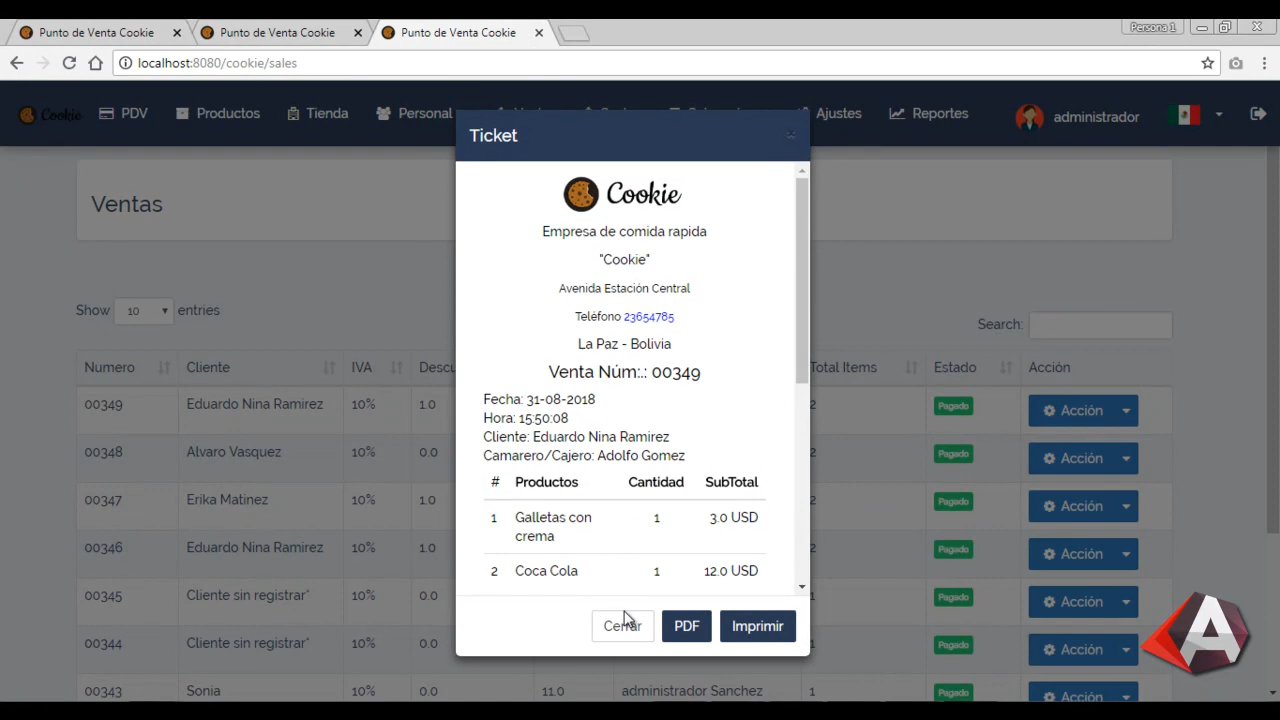 Punto de Venta Cookie
Punto de Venta Cookie
Punto de Venta Cookie
Persona 1
localhost:8080/cookie/sales
Cookie
PDV
Productos
Tienda
Personal
Ajustes
Reportes
administrador
Ventas
Show 10 entries
Search:
Numero Cliente IVA Total Items Estado Acción
00349 Eduardo Nina Ramirez 10% 1.0 2 Pagado Acción
00348 Alvaro Vasquez 10% 0.0 2 Pagado Acción
00347 Erika Matinez 10% 1.0 2 Pagado Acción
00346 Eduardo Nina Ramirez 10% 1.0 2 Pagado Acción
00345 Cliente sin registrar* 10% 0.0 1 Pagado Acción
00344 Cliente sin registrar* 10% 0.0 1 Pagado Acción
00343 Sonia 10% 0.0 11.0 administrador Sanchez 1 Pagado Acción
Ticket
Cookie
Empresa de comida rapida
"Cookie"
Avenida Estación Central
Teléfono 23654785
La Paz - Bolivia
Venta Núm:.: 00349
Fecha: 31-08-2018
Hora: 15:50:08
Cliente: Eduardo Nina Ramirez
Camarero/Cajero: Adolfo Gomez
# Productos Cantidad SubTotal
1 Galletas con crema 1 3.0 USD
2 Coca Cola 1 12.0 USD
Cerrar
PDF
Imprimir